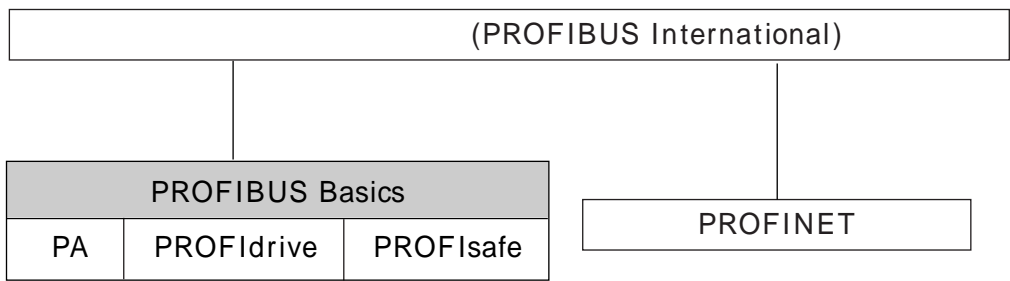 (PROFIBUS International)
PROFIBUS Basics
PROFINET
PA PROFIdrive PROFIsafe